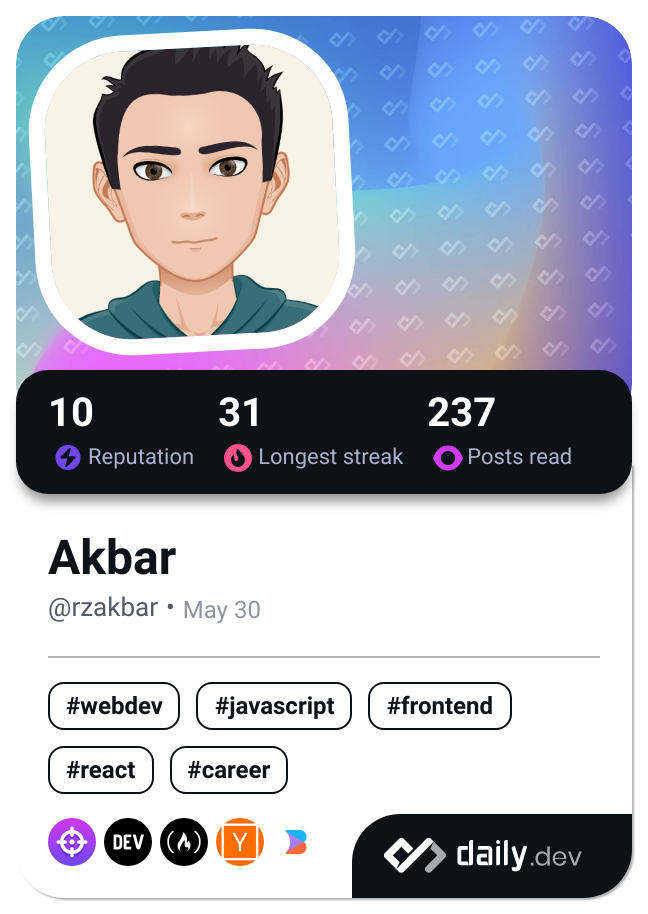 10 31 237
Reputation Longest streak Posts read
Akbar
@rzakbar • May 30
#webdev #javascript #frontend
#react #career
DEV Y
daily.dev